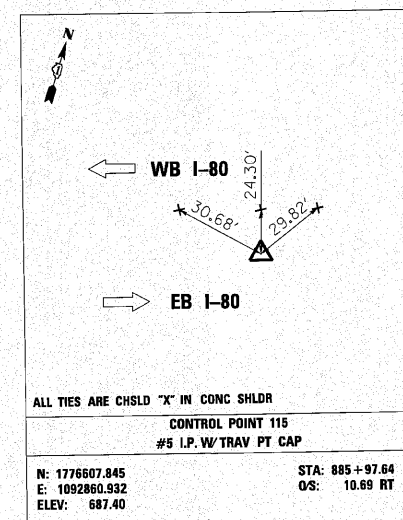 N
WB I-80
24.30'
30.68'
29.82'
EB I-80
ALL TIES ARE CHSLD "X" IN CONC SHLDR
CONTROL POINT 115
#5 I.P. W/ TRAV PT CAP
N: 1776607.845
E: 1092860.932
ELEV: 687.40
STA: 885+97.64
O/S: 10.69 RT